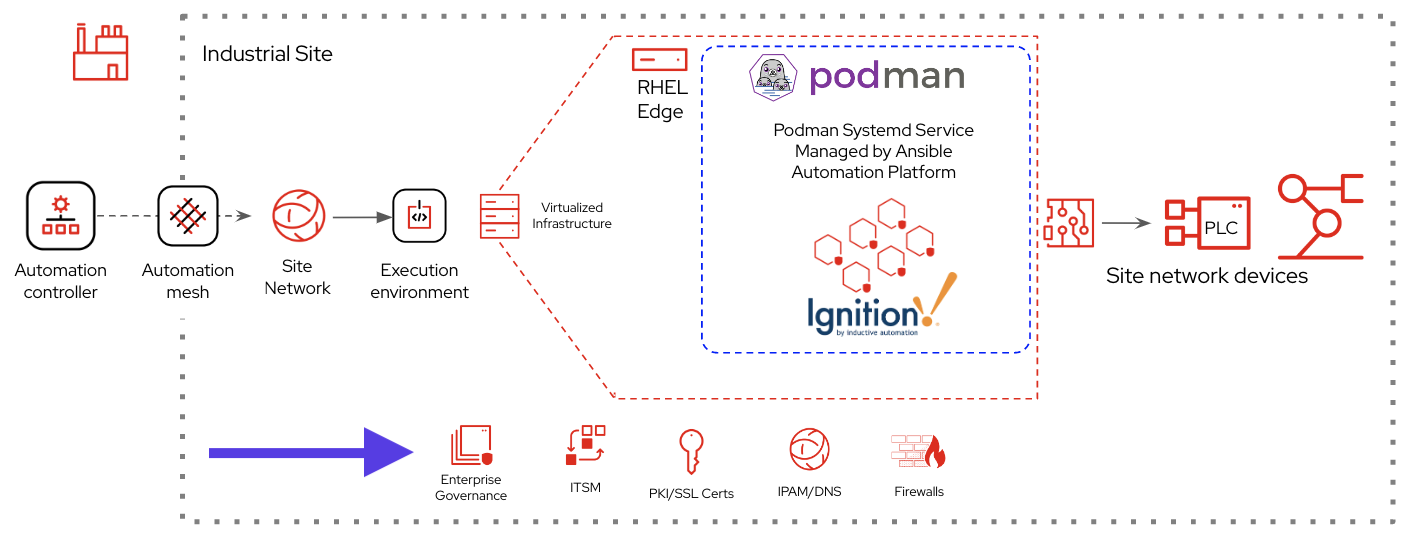 Industrial Site
RHEL
Edge
podman
Podman Systemd Service
Managed by Ansible
Automation Platform
Automation
controller
Automation
mesh
Site
Network
Execution
environment
Virtualized
Infrastructure
Ignition!
by inductive automation
PLC
Site network devices
Enterprise
Governance
ITSM
PKI/SSL Certs
IPAM/DNS
Firewalls